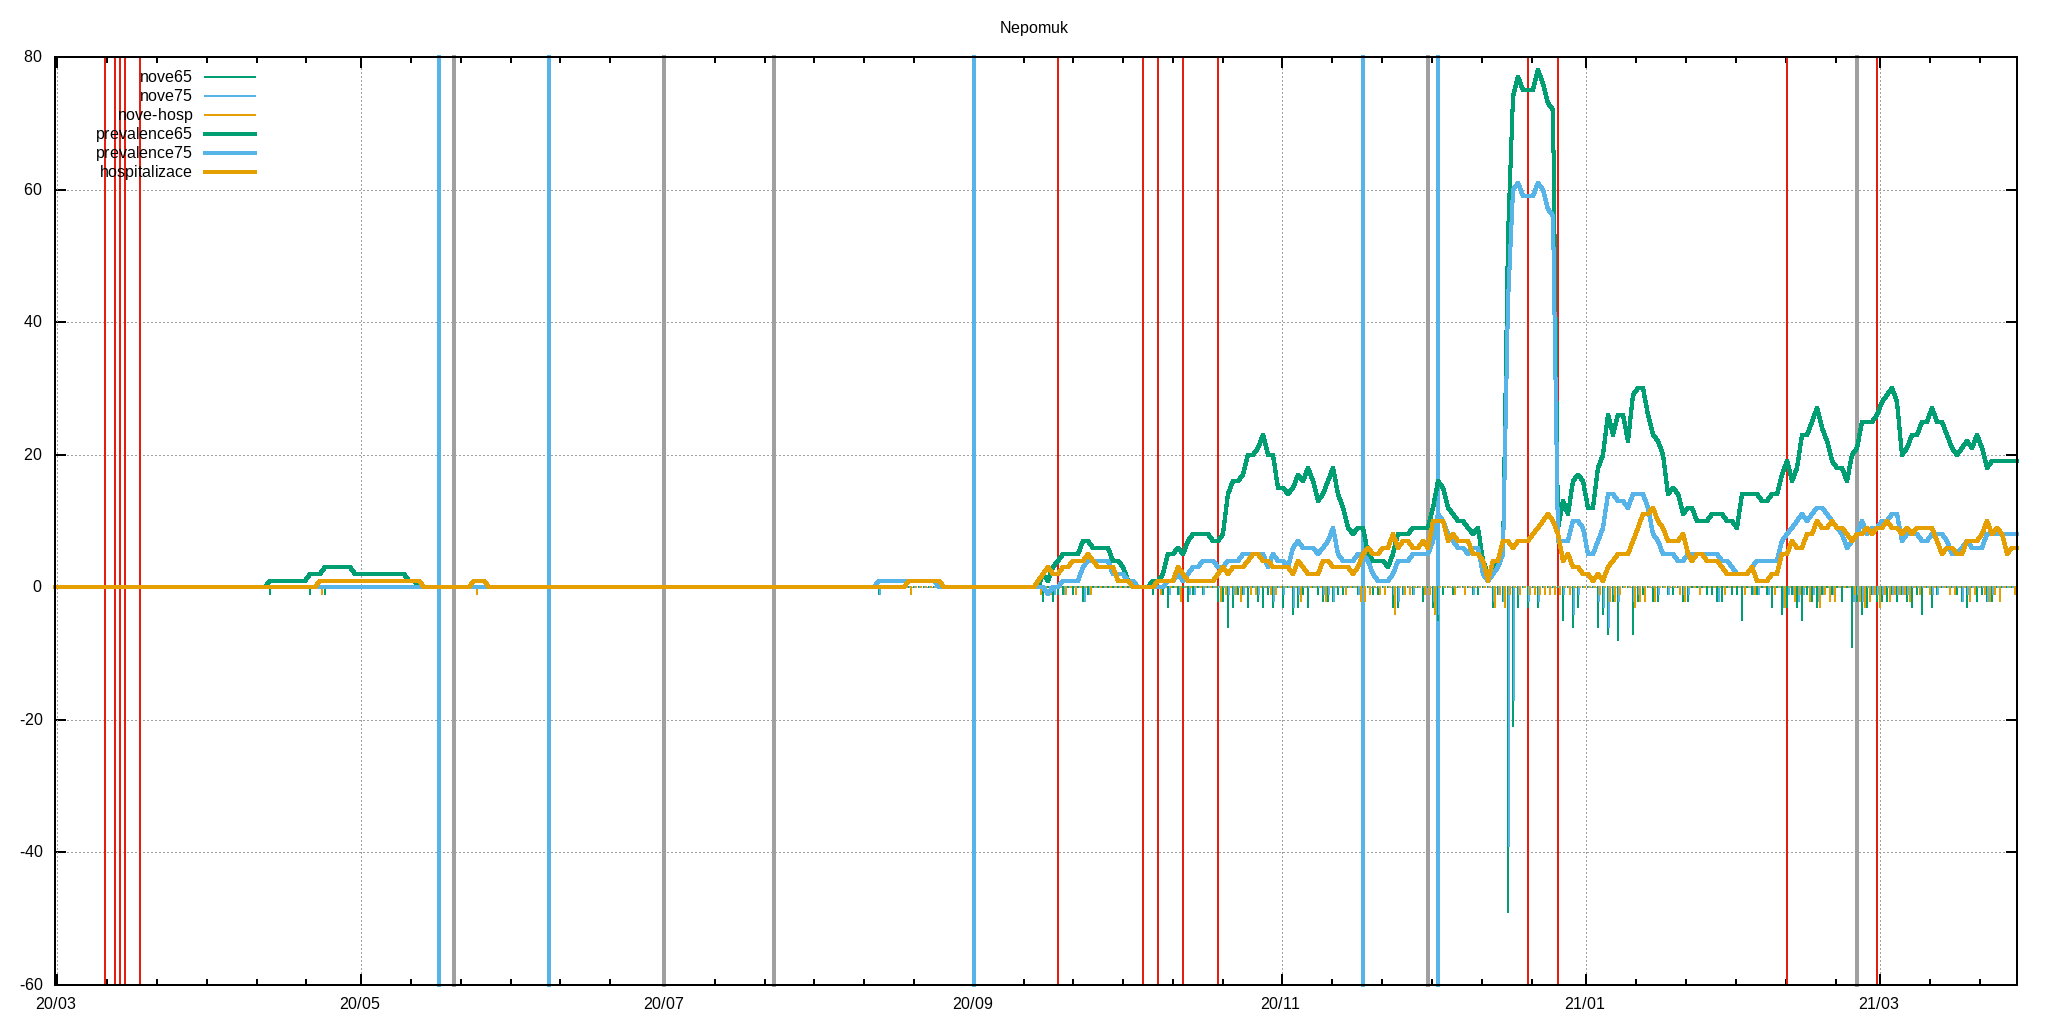 Nepomuk
80
60
40
20
0
-20
-40
-60
nove65
nove75
nove-hosp
prevalence65
prevalence75
hospitalizace
20/03 20/05 20/07 20/09 20/11 21/01 21/03